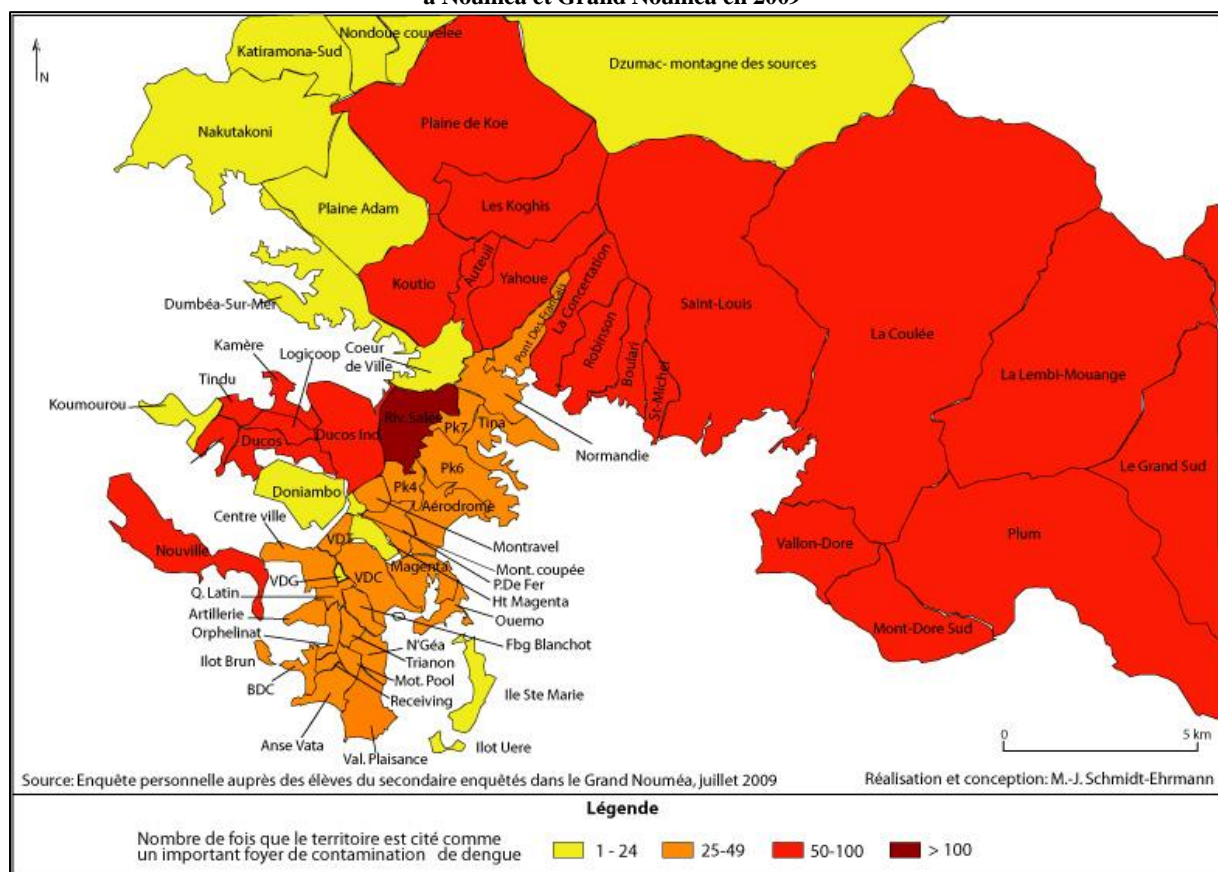 à Nouméa et Grand Nouméa en 2009
Nondoue couvelee
Katiramona-Sud
N
Dzumac- montagne des sources
Nakutakoni
Plaine de Koe
Plaine Adam
Les Koghis
Koutio
Auteuil
Yahoue
La Concertation
Pont Des Français
Robinson
Boulari
St-Michel
Saint-Louis
La Coulée
La Lembi-Mouange
Le Grand Sud
Dumbéa-Sur-Mer
Kamère
Logicoop
Coeur
de Ville
Tindu
Koumourou
Riv. Salée
Ducos
Ducos Ind.
Pk7
Tina
Normandie
Pk6
Doniambo
Pk4
Aérodrome
Centre ville
Nouville
VDT
Montravel
Mont. coupée
P.De Fer
Ht Magenta
Ouemo
Magenta
VDG
VDC
Q. Latin
Artillerie
Orphelinat
Fbg Blanchot
N'Géa
Trianon
Mot. Pool
Receiving
Ilot Brun
BDC
Anse Vata
Val. Plaisance
Ile Ste Marie
Ilot Uere
Vallon-Dore
Plum
Mont-Dore Sud
0 5 km
Source: Enquête personnelle auprès des élèves du secondaire enquêtés dans le Grand Nouméa, juillet 2009
Réalisation et conception: M.-J. Schmidt-Ehrmann
Légende
Nombre de fois que le territoire est cité comme
un important foyer de contamination de dengue
1 - 24
25-49
50-100
> 100